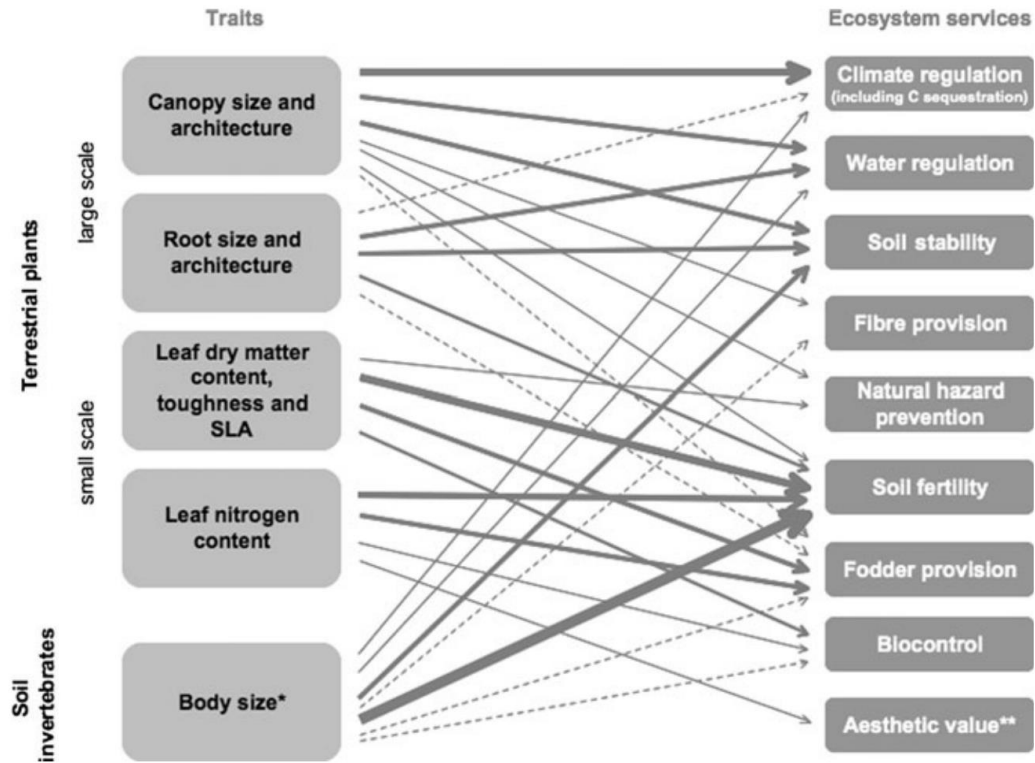 Traits
Ecosystem services
Terrestrial plants
large scale
small scale
Canopy size and
architecture
Root size and
architecture
Leaf dry matter
content,
toughness and
SLA
Leaf nitrogen
content
Soil
invertebrates
Body size*
Climate regulation
(including C sequestration)
Water regulation
Soil stability
Fibre provision
Natural hazard
prevention
Soil fertility
Fodder provision
Biocontrol
Aesthetic value**